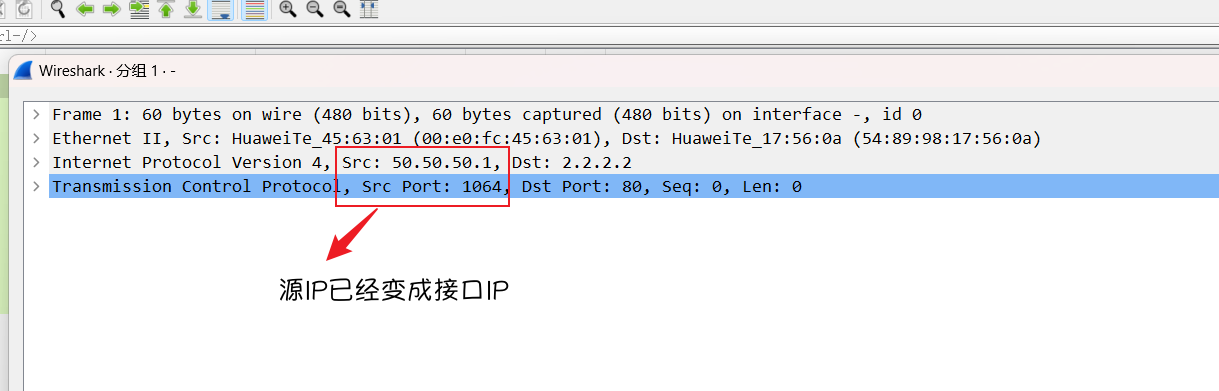 rl-/>
Wireshark · 分组 1 · -
Frame 1: 60 bytes on wire (480 bits), 60 bytes captured (480 bits) on interface -, id 0
Ethernet II, Src: HuaweiTe_45:63:01 (00:e0:fc:45:63:01), Dst: HuaweiTe_17:56:0a (54:89:98:17:56:0a)
Internet Protocol Version 4, Src: 50.50.50.1, Dst: 2.2.2.2
Transmission Control Protocol, Src Port: 1064, Dst Port: 80, Seq: 0, Len: 0
源IP已经变成接口IP